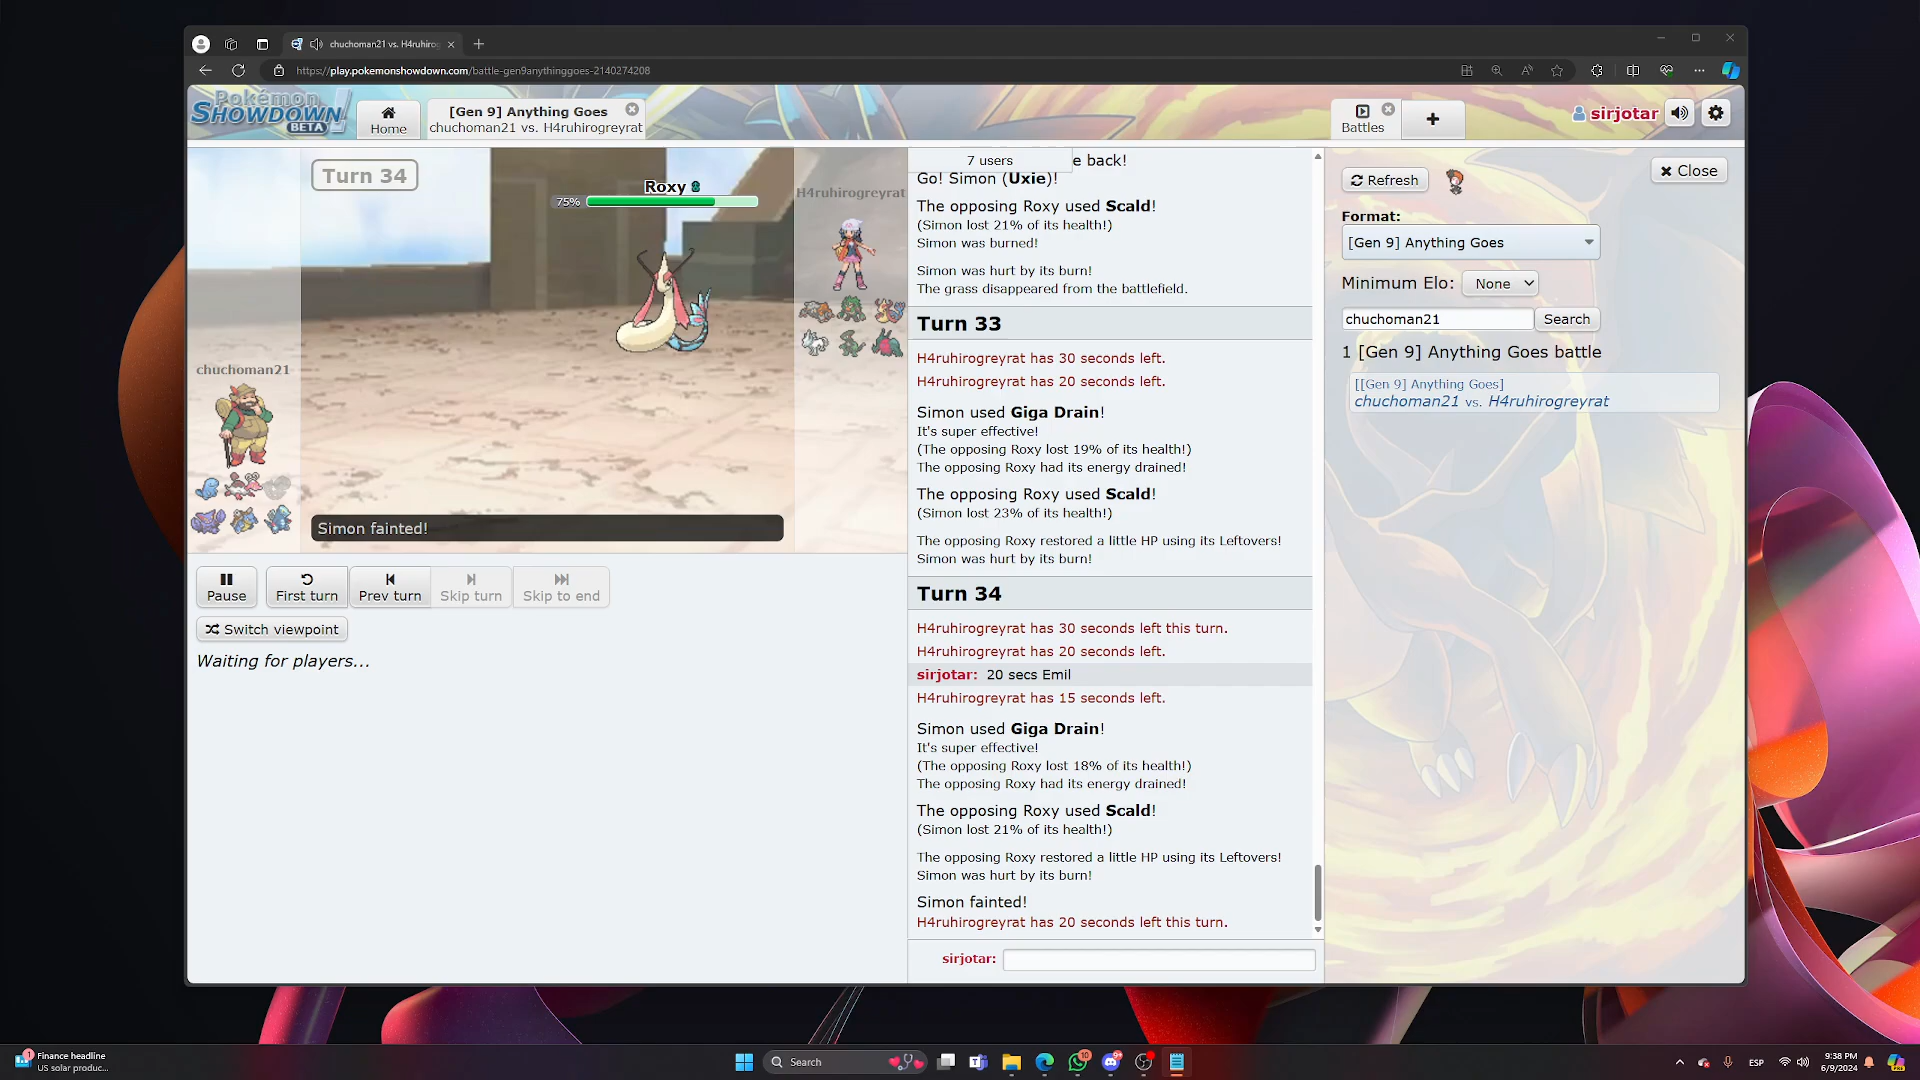 chuchoman21 vs. H4ruhirog
https://play.pokemonshowdown.com/battle-gen9anythinggoes-2140274208
Pokémon
SHOWDOWN!
BETA
Home
[Gen 9] Anything Goes
chuchoman21 vs. H4ruhirogreyrat
Battles
+
sirjotar
Turn 34
Roxy
75%
H4ruhirogreyrat
chuchoman21
Simon fainted!
Pause
First turn
Prev turn
Skip turn
Skip to end
Switch viewpoint
Waiting for players...
7 users
e back!
Go! Simon (Uxie)!
The opposing Roxy used Scald!
(Simon lost 21% of its health!)
Simon was burned!
Simon was hurt by its burn!
The grass disappeared from the battlefield.
Turn 33
H4ruhirogreyrat has 30 seconds left.
H4ruhirogreyrat has 20 seconds left.
Simon used Giga Drain!
It's super effective!
(The opposing Roxy lost 19% of its health!)
The opposing Roxy had its energy drained!
The opposing Roxy used Scald!
(Simon lost 23% of its health!)
The opposing Roxy restored a little HP using its Leftovers!
Simon was hurt by its burn!
Turn 34
H4ruhirogreyrat has 30 seconds left this turn.
H4ruhirogreyrat has 20 seconds left.
sirjotar: 20 secs Emil
H4ruhirogreyrat has 15 seconds left.
Simon used Giga Drain!
It's super effective!
(The opposing Roxy lost 18% of its health!)
The opposing Roxy had its energy drained!
The opposing Roxy used Scald!
(Simon lost 21% of its health!)
The opposing Roxy restored a little HP using its Leftovers!
Simon was hurt by its burn!
Simon fainted!
H4ruhirogreyrat has 20 seconds left this turn.
sirjotar:
Refresh
Close
Format:
[Gen 9] Anything Goes
Minimum Elo: None
chuchoman21
Search
1 [Gen 9] Anything Goes battle
[[Gen 9] Anything Goes]
chuchoman21 vs. H4ruhirogreyrat
1
Finance headline
US solar produc...
Search
10
ESP
9:38 PM
6/9/2024